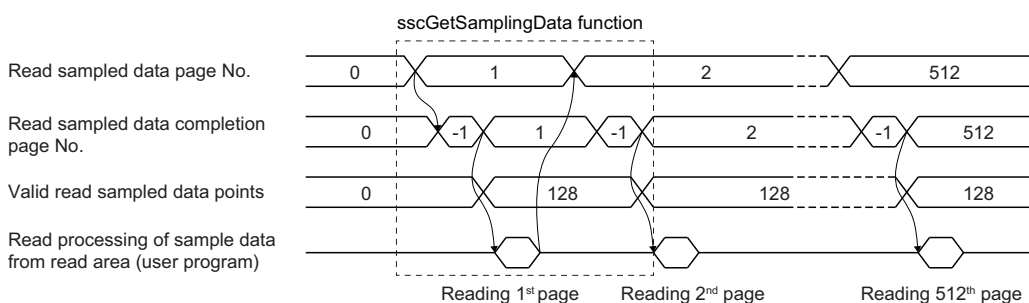 sscGetSamplingData function
Read sampled data page No.
0 1 2 512
Read sampled data completion
page No.
0 -1 1 -1 2 -1 512
Valid read sampled data points
0 128 128 128
Read processing of sample data
from read area (user program)
Reading 1st page Reading 2nd page Reading 512th page